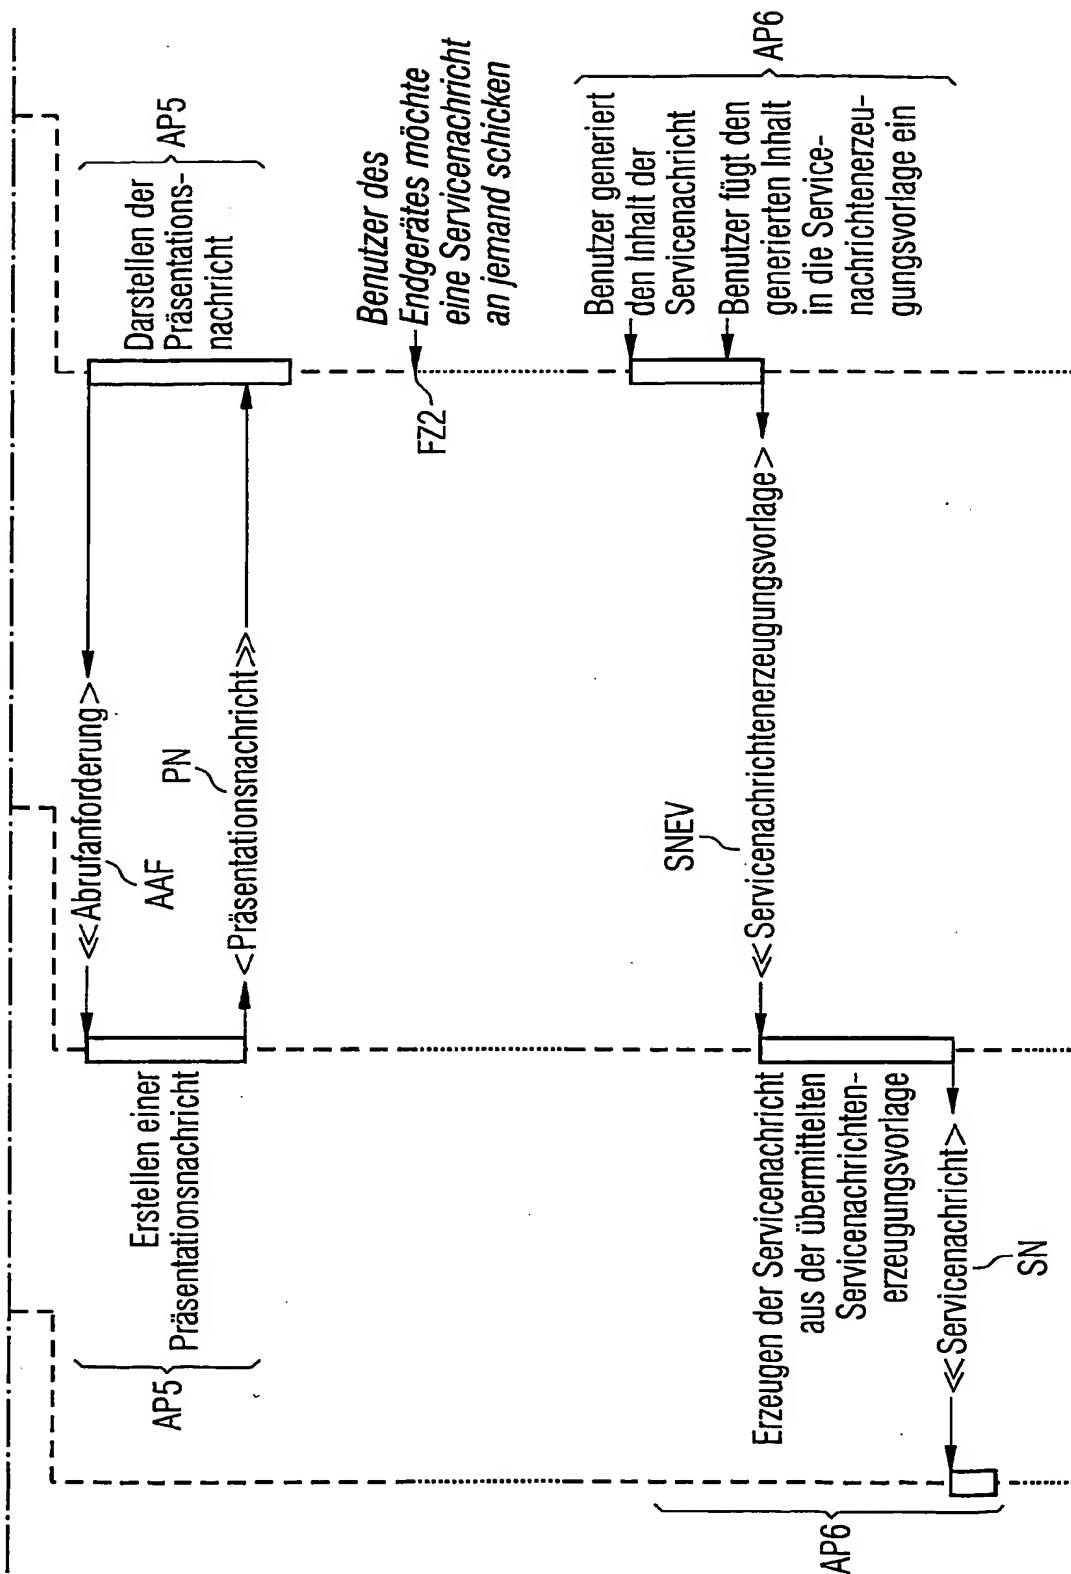 Darstellen der
Präsentations-
nachricht
AP5
<<Abrufanforderung>
AAF
Erstellen einer
Präsentationsnachricht
AP5
PN
<Präsentationsnachricht>>
Benutzer des
Endgerätes möchte
eine Servicenachricht
an jemand schicken
FZ2
Benutzer generiert
den Inhalt der
Servicenachricht
Benutzer fügt den
generierten Inhalt
in die Service-
nachrichtenerzeu-
gungsvorlage ein
AP6
SNEV
<<Servicenachrichtenerzeugungsvorlage>
Erzeugen der Servicenachricht
aus der übermittelten
Servicenachrichten-
erzeugungsvorlage
<<Servicenachricht>
SN
AP6